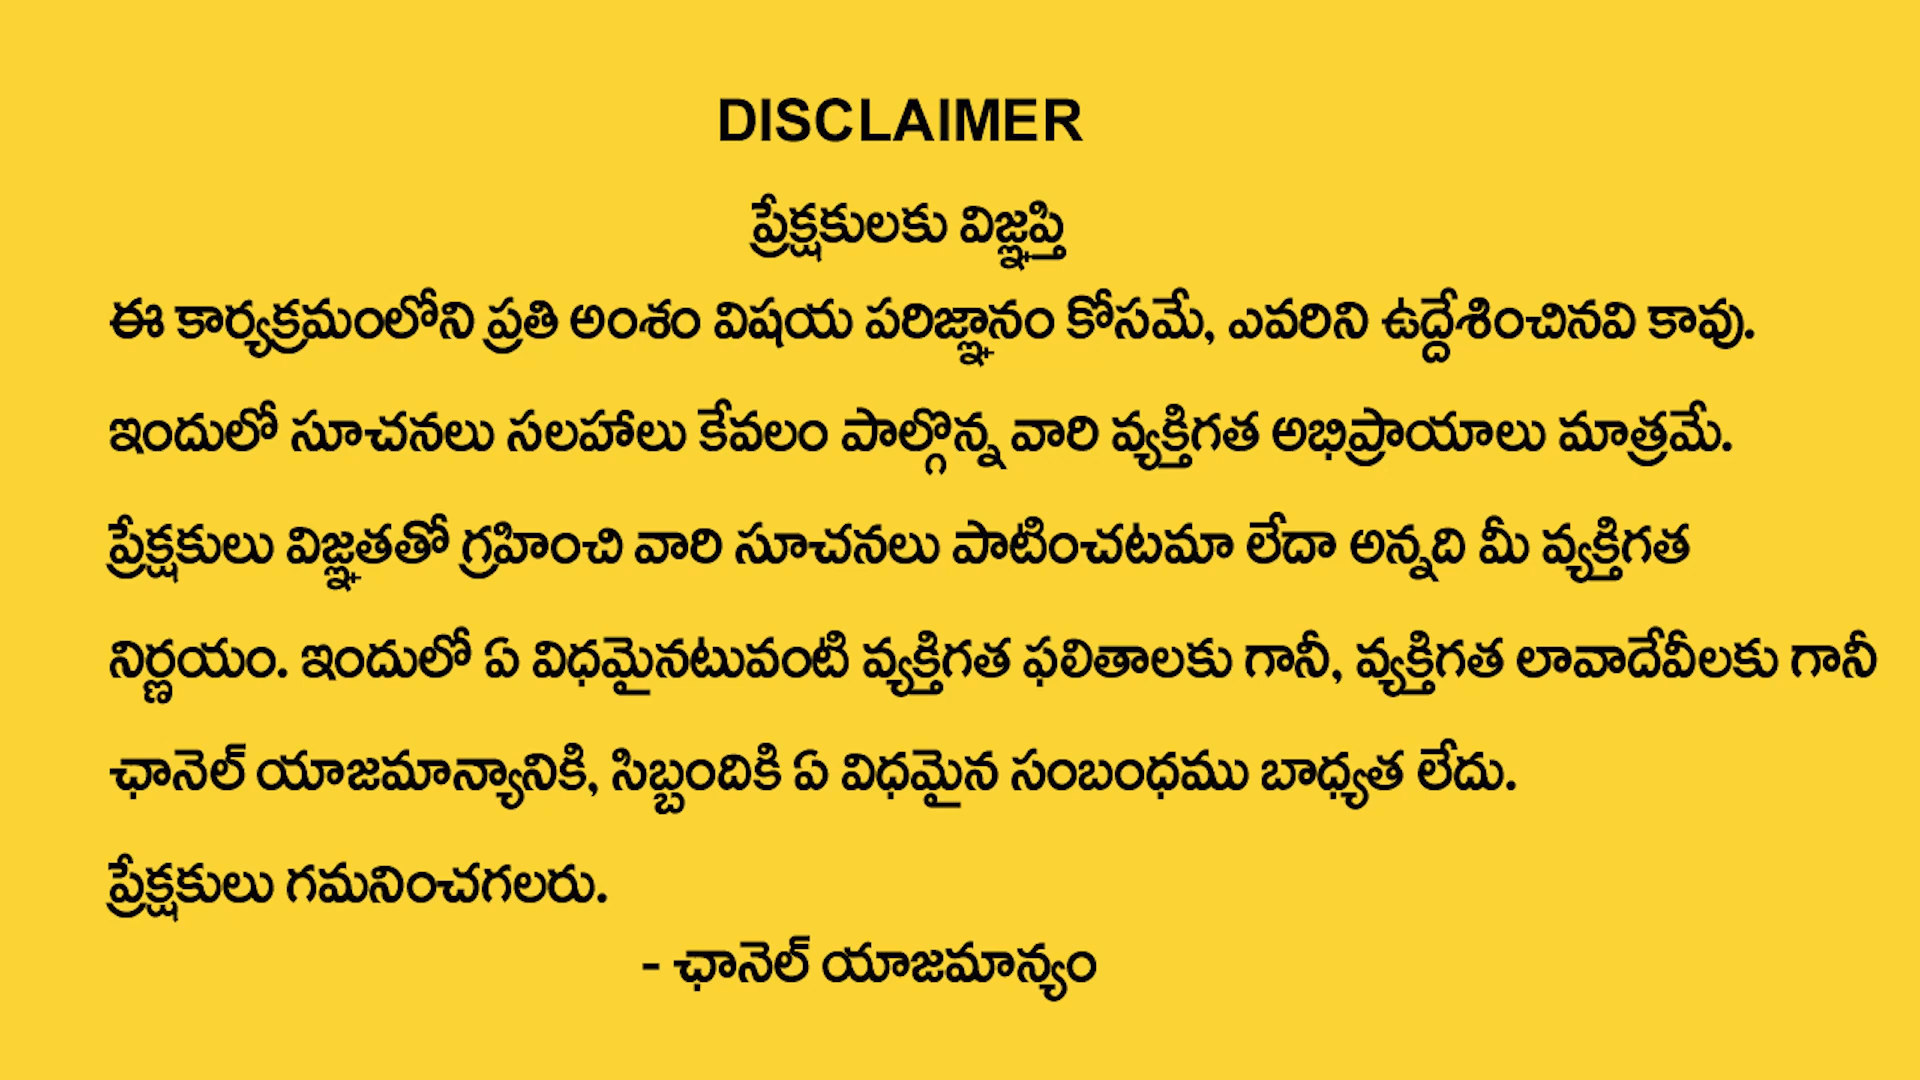 DISCLAIMER
ప్రేక్షకులకు విజ్ఞప్తి
ఈ కార్యక్రమంలోని ప్రతి అంశం విషయ పరిజ్ఞానం కోసమే, ఎవరిని ఉద్దేశించినవి కావు.
ఇందులో సూచనలు సలహాలు కేవలం పాల్గొన్న వారి వ్యక్తిగత అభిప్రాయాలు మాత్రమే.
ప్రేక్షకులు విజ్ఞతతో గ్రహించి వారి సూచనలు పాటించటమా లేదా అన్నది మీ వ్యక్తిగత
నిర్ణయం. ఇందులో ఏ విధమైనటువంటి వ్యక్తిగత ఫలితాలకు గానీ, వ్యక్తిగత లావాదేవీలకు గానీ
ఛానెల్ యాజమాన్యానికి, సిబ్బందికి ఏ విధమైన సంబంధము బాధ్యత లేదు.
ప్రేక్షకులు గమనించగలరు.
- ఛానెల్ యాజమాన్యం